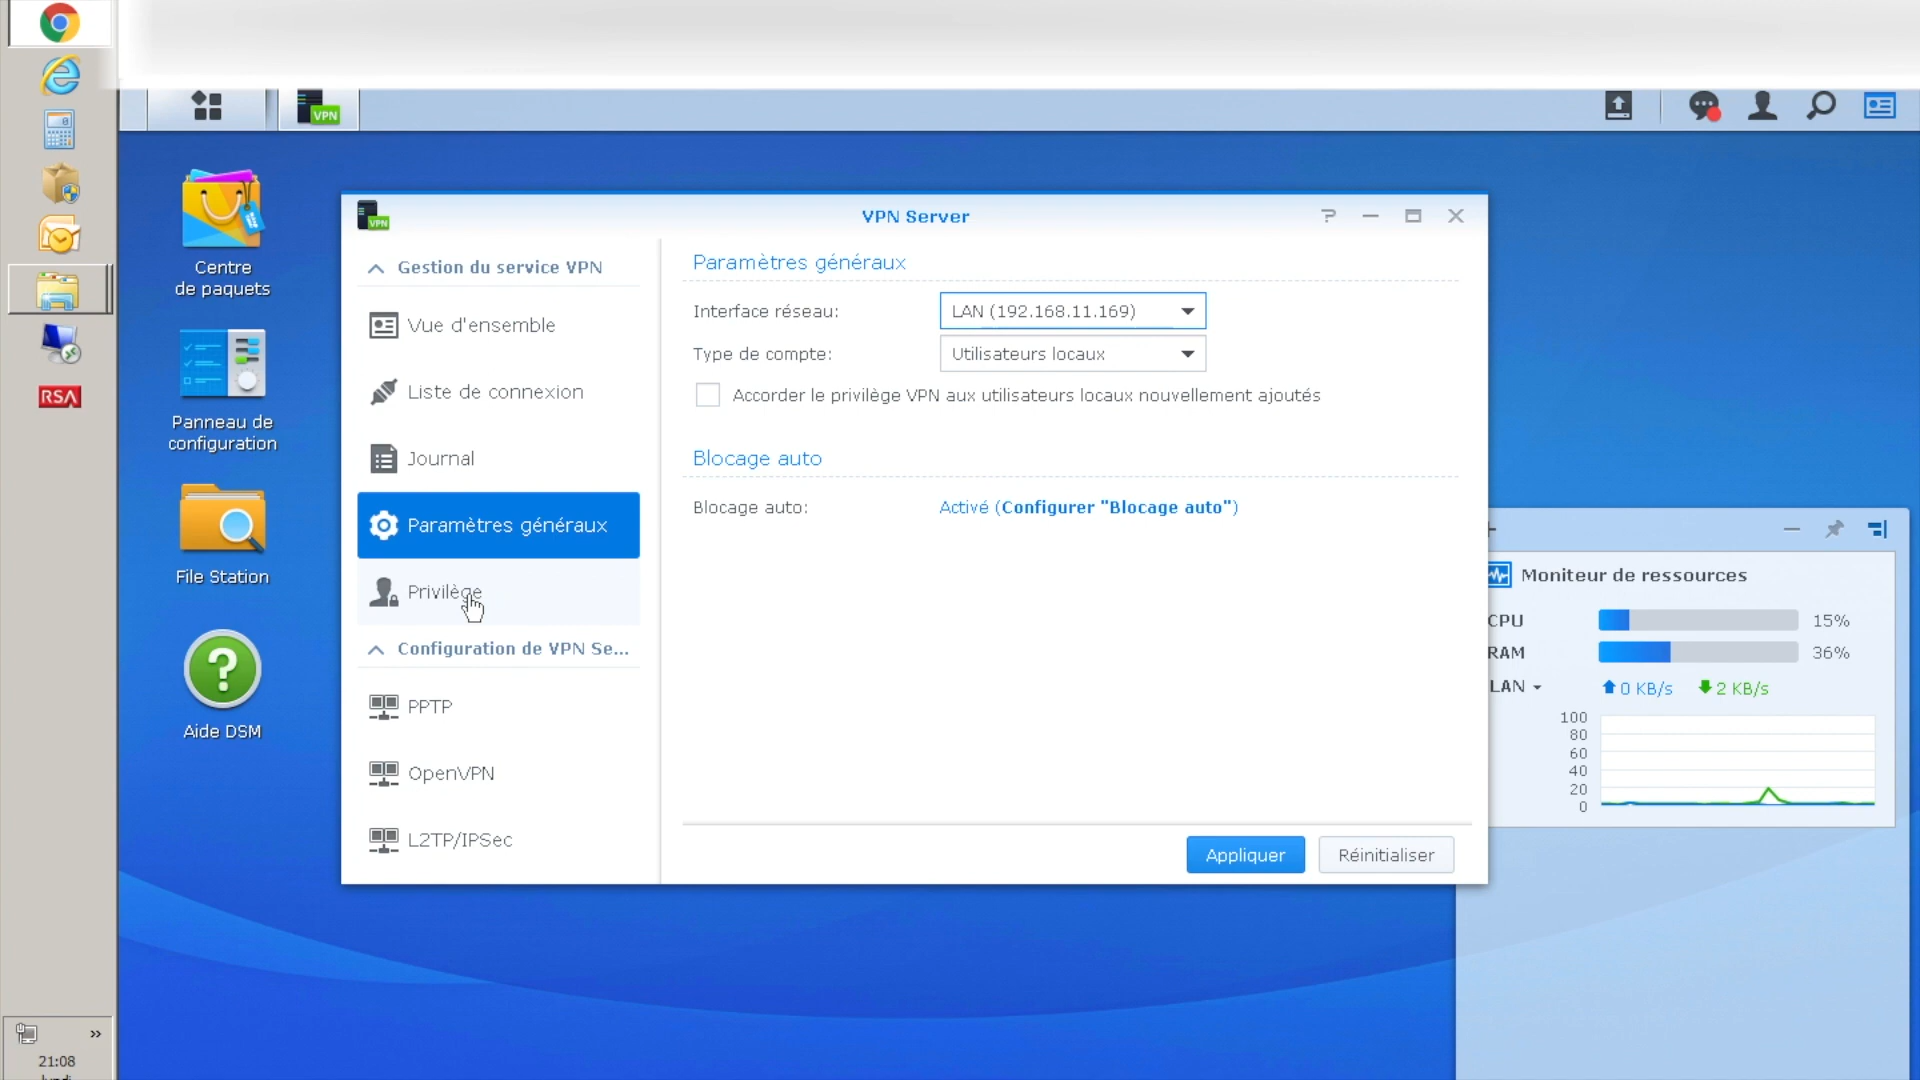 VPN
Centre
de paquets
Panneau de
configuration
File Station
Aide DSM
RSA
21:08
VPN
VPN Server
Gestion du service VPN
Vue d'ensemble
Liste de connexion
Journal
Paramètres généraux
Privilège
Configuration de VPN Se...
PPTP
OpenVPN
L2TP/IPSec
Paramètres généraux
Interface réseau:
LAN (192.168.11.169)
Type de compte:
Utilisateurs locaux
Accorder le privilège VPN aux utilisateurs locaux nouvellement ajoutés
Blocage auto
Blocage auto:
Activé (Configurer "Blocage auto")
Appliquer
Réinitialiser
Moniteur de ressources
CPU
15%
RAM
36%
LAN
0 KB/s
2 KB/s
100
80
60
40
20
0